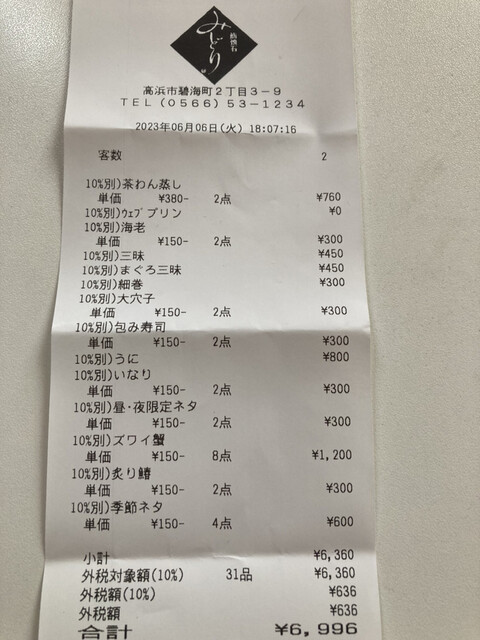 みどり
高浜市碧海町2丁目3-9
TEL(0566)53-1234
2023年06月06日(火) 18:07:16
客数 2
10%別)茶わん蒸し
単価 ¥380- 2点 ¥760
10%別)ウェブプリン ¥0
10%別)海老
単価 ¥150- 2点 ¥300
10%別)三昧 ¥450
10%別)まぐろ三昧 ¥450
10%別)細巻 ¥300
10%別)大穴子
単価 ¥150- 2点 ¥300
10%別)包み寿司
単価 ¥150- 2点 ¥300
10%別)うに ¥800
10%別)いなり
単価 ¥150- 2点 ¥300
10%別)昼・夜限定ネタ
単価 ¥150- 2点 ¥300
10%別)ズワイ蟹
単価 ¥150- 8点 ¥1,200
10%別)炙り鰆
単価 ¥150- 2点 ¥300
10%別)季節ネタ
単価 ¥150- 4点 ¥600
小計 ¥6,360
外税対象額(10%) 31品 ¥6,360
外税額(10%) ¥636
外税額 ¥636
合計 ¥6,996